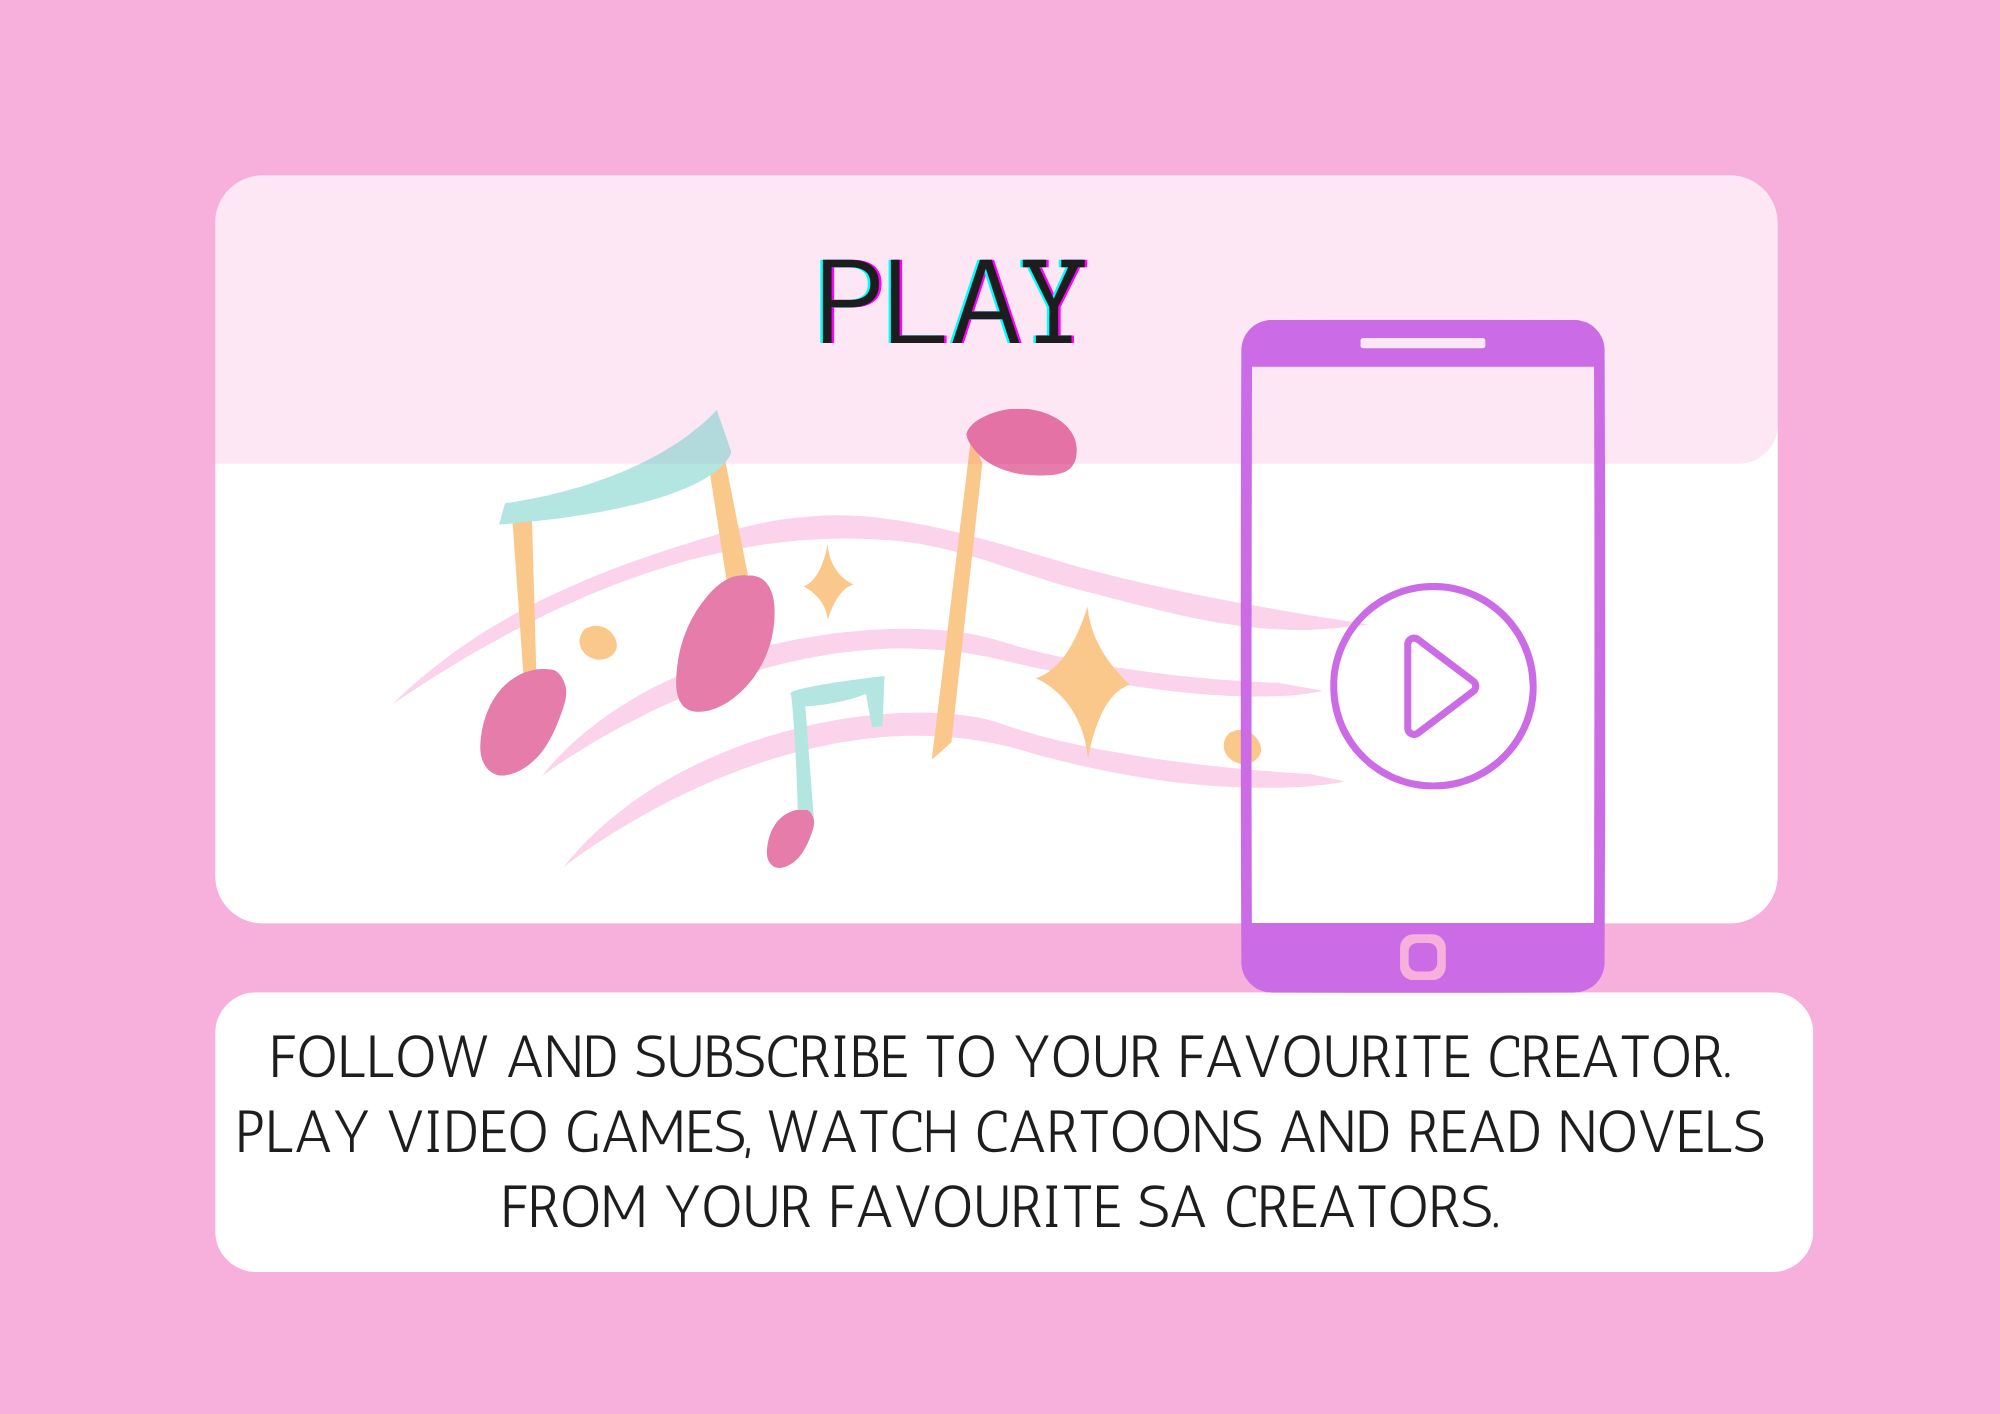 PLAY
FOLLOW AND SUBSCRIBE TO YOUR FAVOURITE CREATOR.
PLAY VIDEO GAMES, WATCH CARTOONS AND READ NOVELS
FROM YOUR FAVOURITE SA CREATORS.